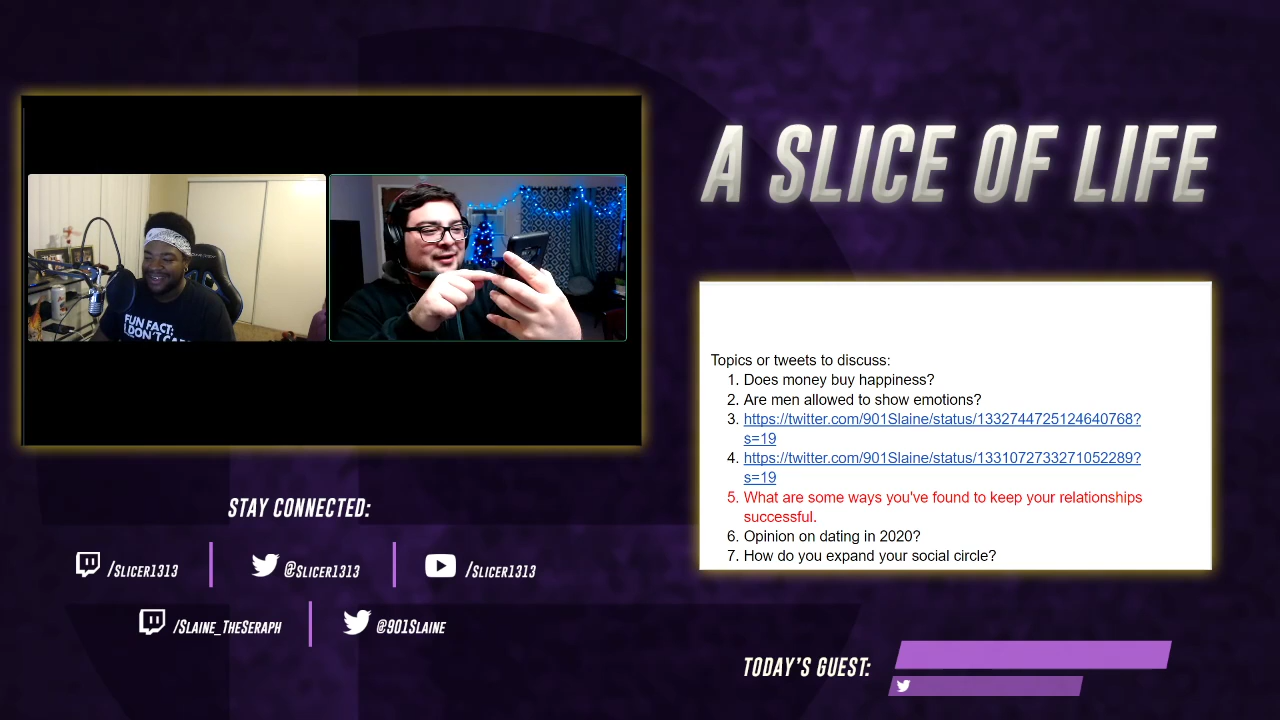 A SLICE OF LIFE
FUN FACT:
I DON'T CARE
Topics or tweets to discuss:
1. Does money buy happiness?
2. Are men allowed to show emotions?
3. https://twitter.com/901Slaine/status/1332744725124640768?
s=19
4. https://twitter.com/901Slaine/status/1331072733271052289?
s=19
5. What are some ways you've found to keep your relationships
successful.
6. Opinion on dating in 2020?
7. How do you expand your social circle?
STAY CONNECTED:
/SLICER1313
@SLICER1313
/SLICER1313
/SLAINE_THESERAPH
@901SLAINE
TODAY'S GUEST: